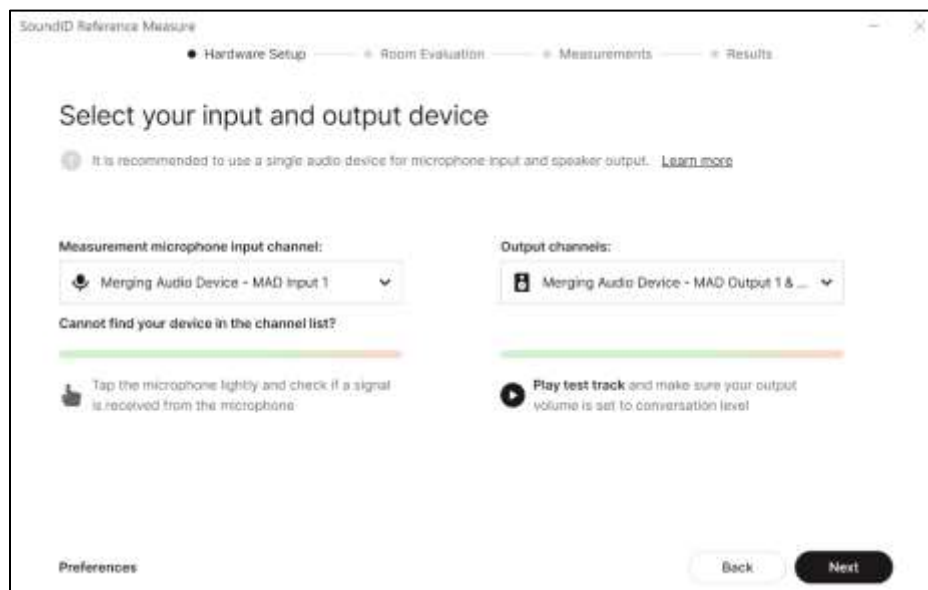 SoundID Reference Measure
Hardware Setup Room Evaluation Measurements Results
Select your input and output device
It is recommended to use a single audio device for microphone input and speaker output. Learn more
Measurement microphone input channel: Output channels:
Merging Audio Device - MAD Input 1 Merging Audio Device - MAD Output 1 & ...
Cannot find your device in the channel list?
Tap the microphone lightly and check if a signal
is received from the microphone
Play test track and make sure your output
volume is set to conversation level
Preferences Back Next